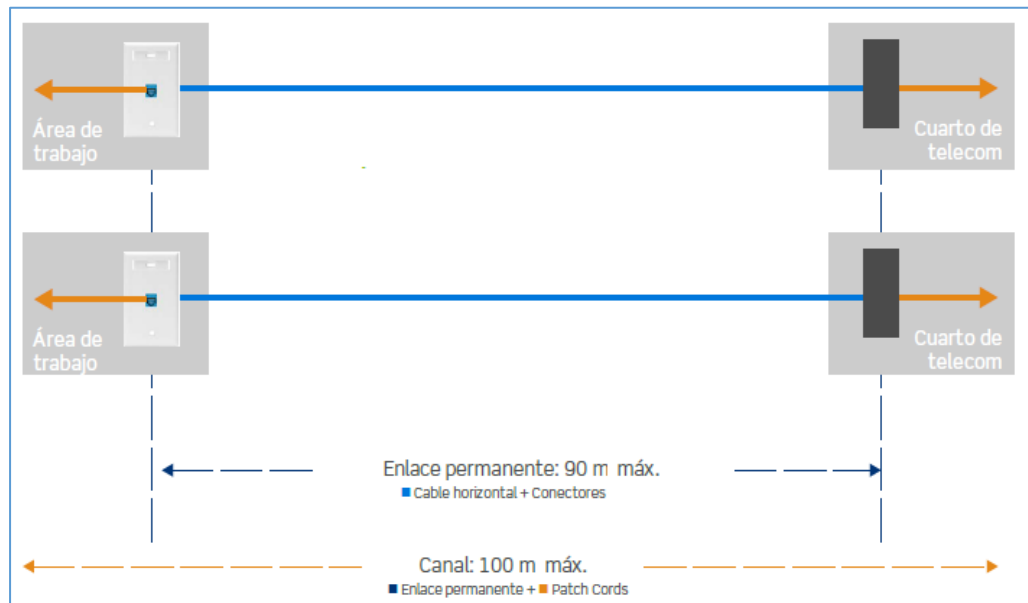 Área de
trabajo
Cuarto de
telecom
Área de
trabajo
Cuarto de
telecom
Enlace permanente: 90 m máx.
Cable horizontal + Conectores
Canal: 100 m máx.
Enlace permanente + Patch Cords